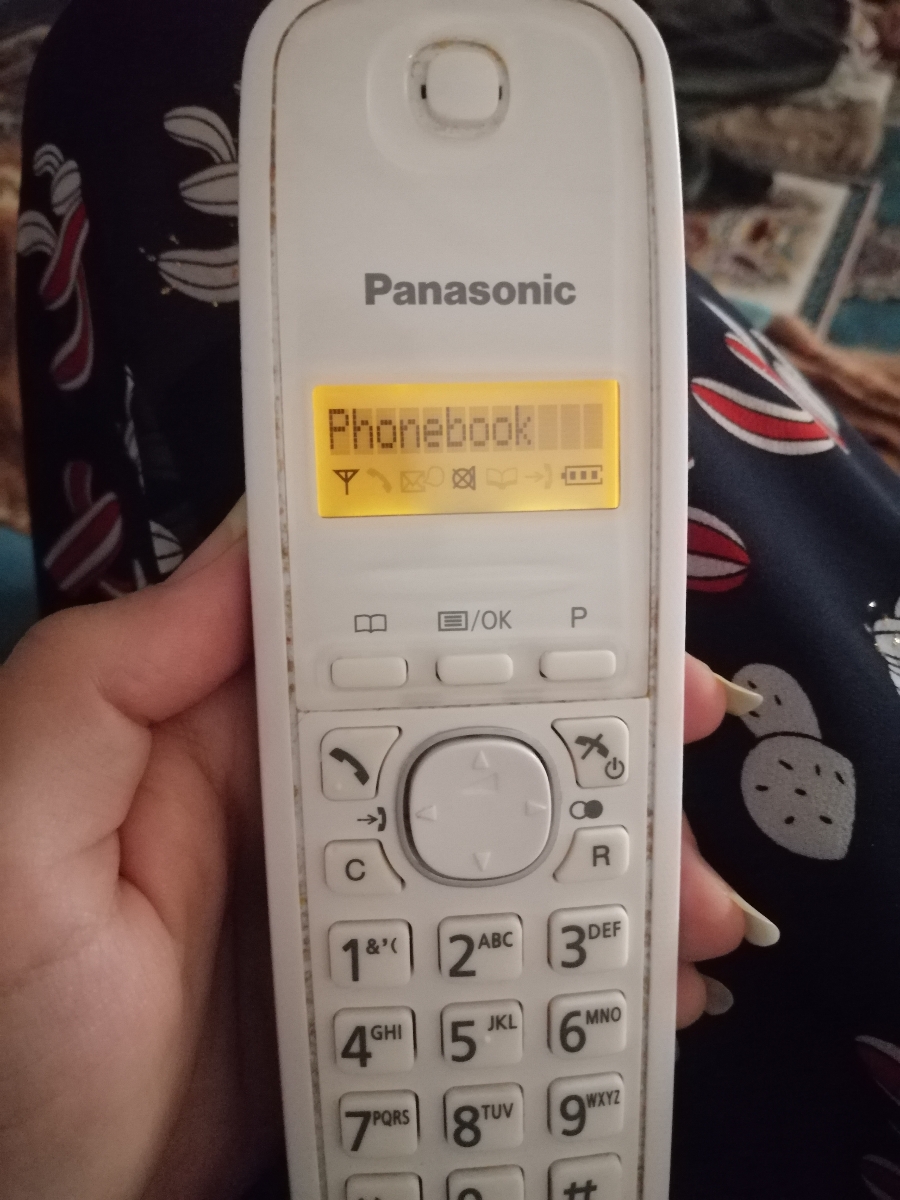 Panasonic
Phonebook
/OK P
C R
1&'( 2ABC 3DEF
4GHI 5JKL 6MNO
7PQRS 8TUV 9WXYZ
#